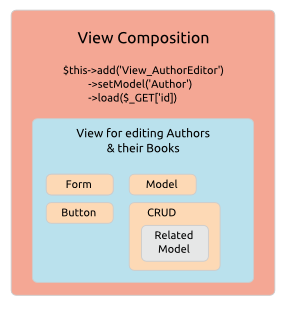 View Composition
$this->add('View_AuthorEditor')
->setModel('Author')
->load($_GET['id])
View for editing Authors
& their Books
Form
Model
Button
CRUD
Related
Model